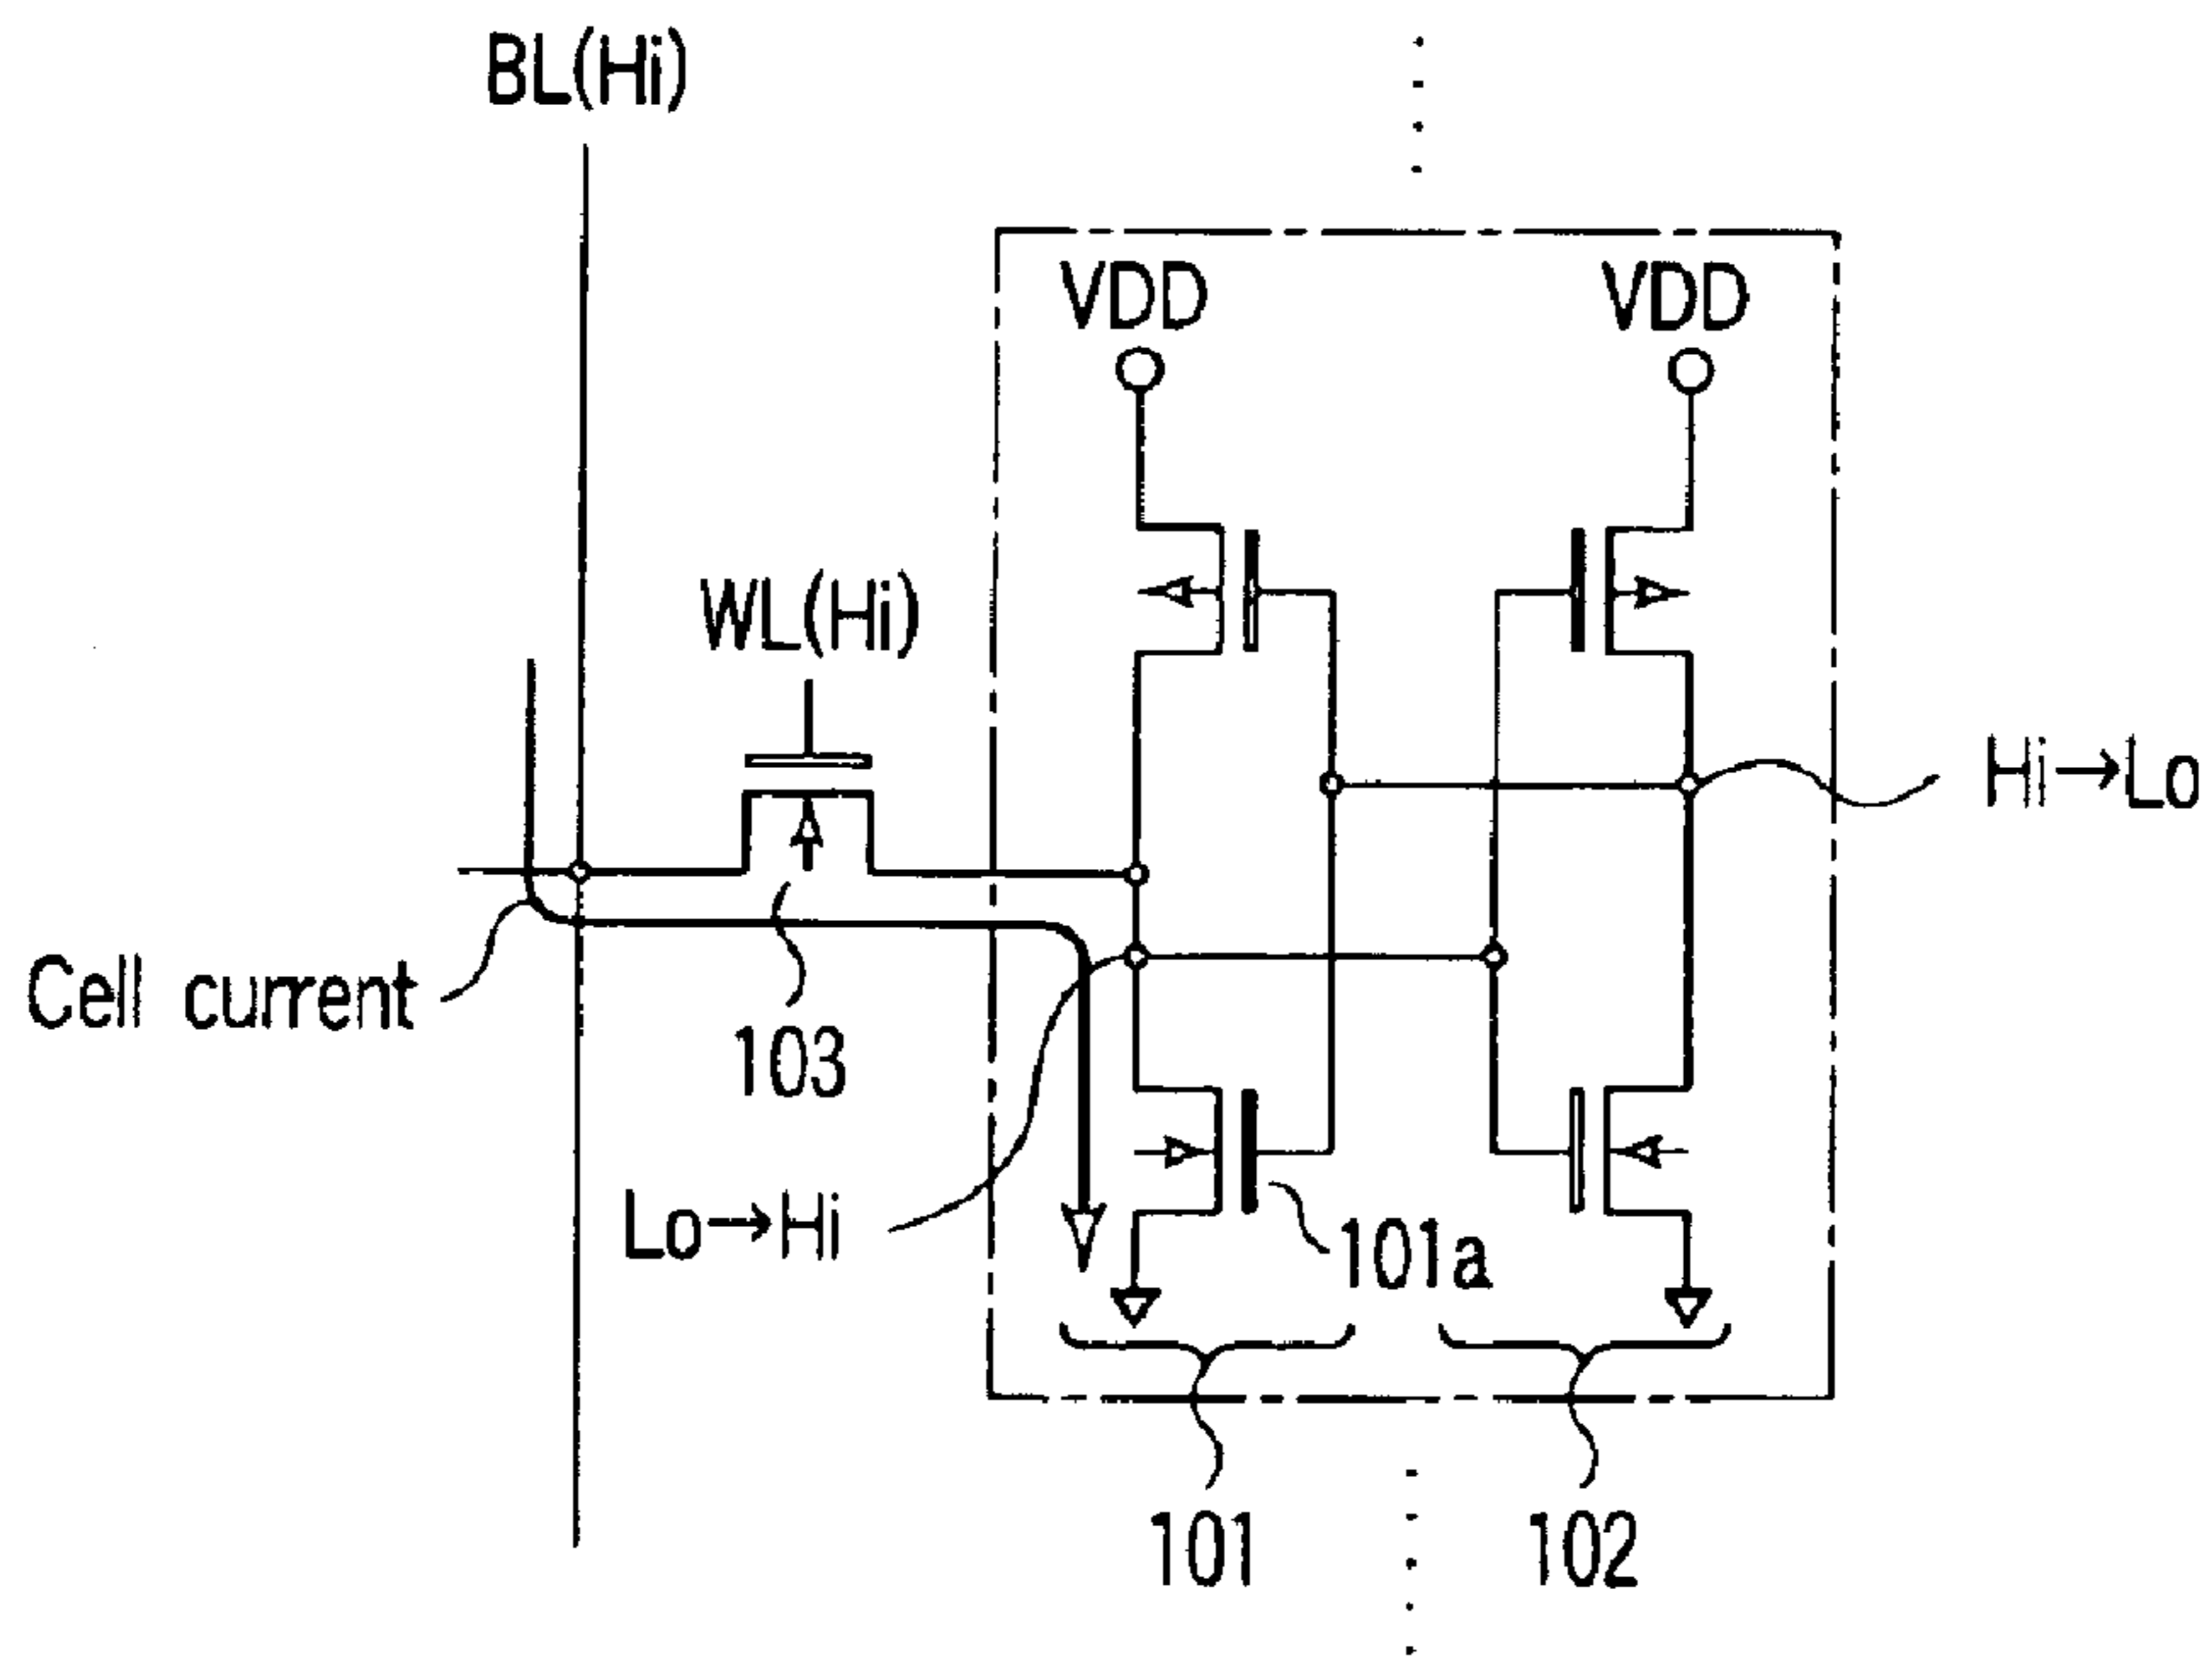 BL(Hi)
VDD
VDD
WL(Hi)
Hi→Lo
Cell current
103
Lo→Hi
101a
101
102